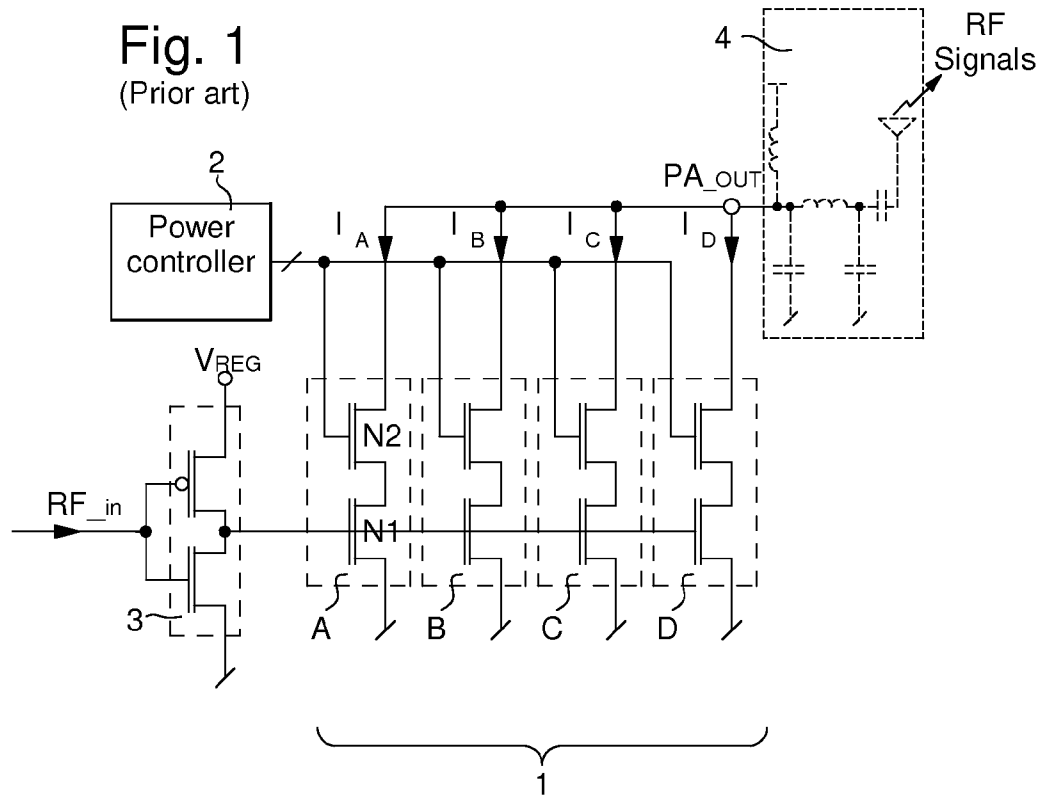 Fig. 1
(Prior art)
4
RF
Signals
2
Power
controller
PA_OUT
I A
I B
I C
I D
VREG
N2
RF_in
N1
3
A
B
C
D
1